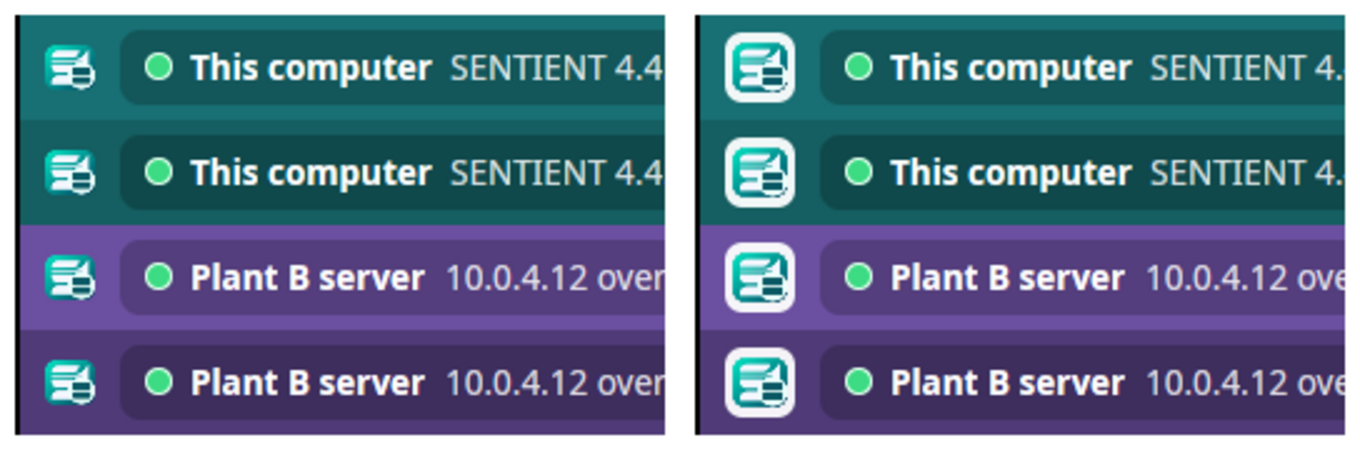 This computer SENTIENT 4.4
This computer SENTIENT 4.4
Plant B server 10.0.4.12 over
Plant B server 10.0.4.12 over
This computer SENTIENT 4.
This computer SENTIENT 4.
Plant B server 10.0.4.12 ove
Plant B server 10.0.4.12 ove